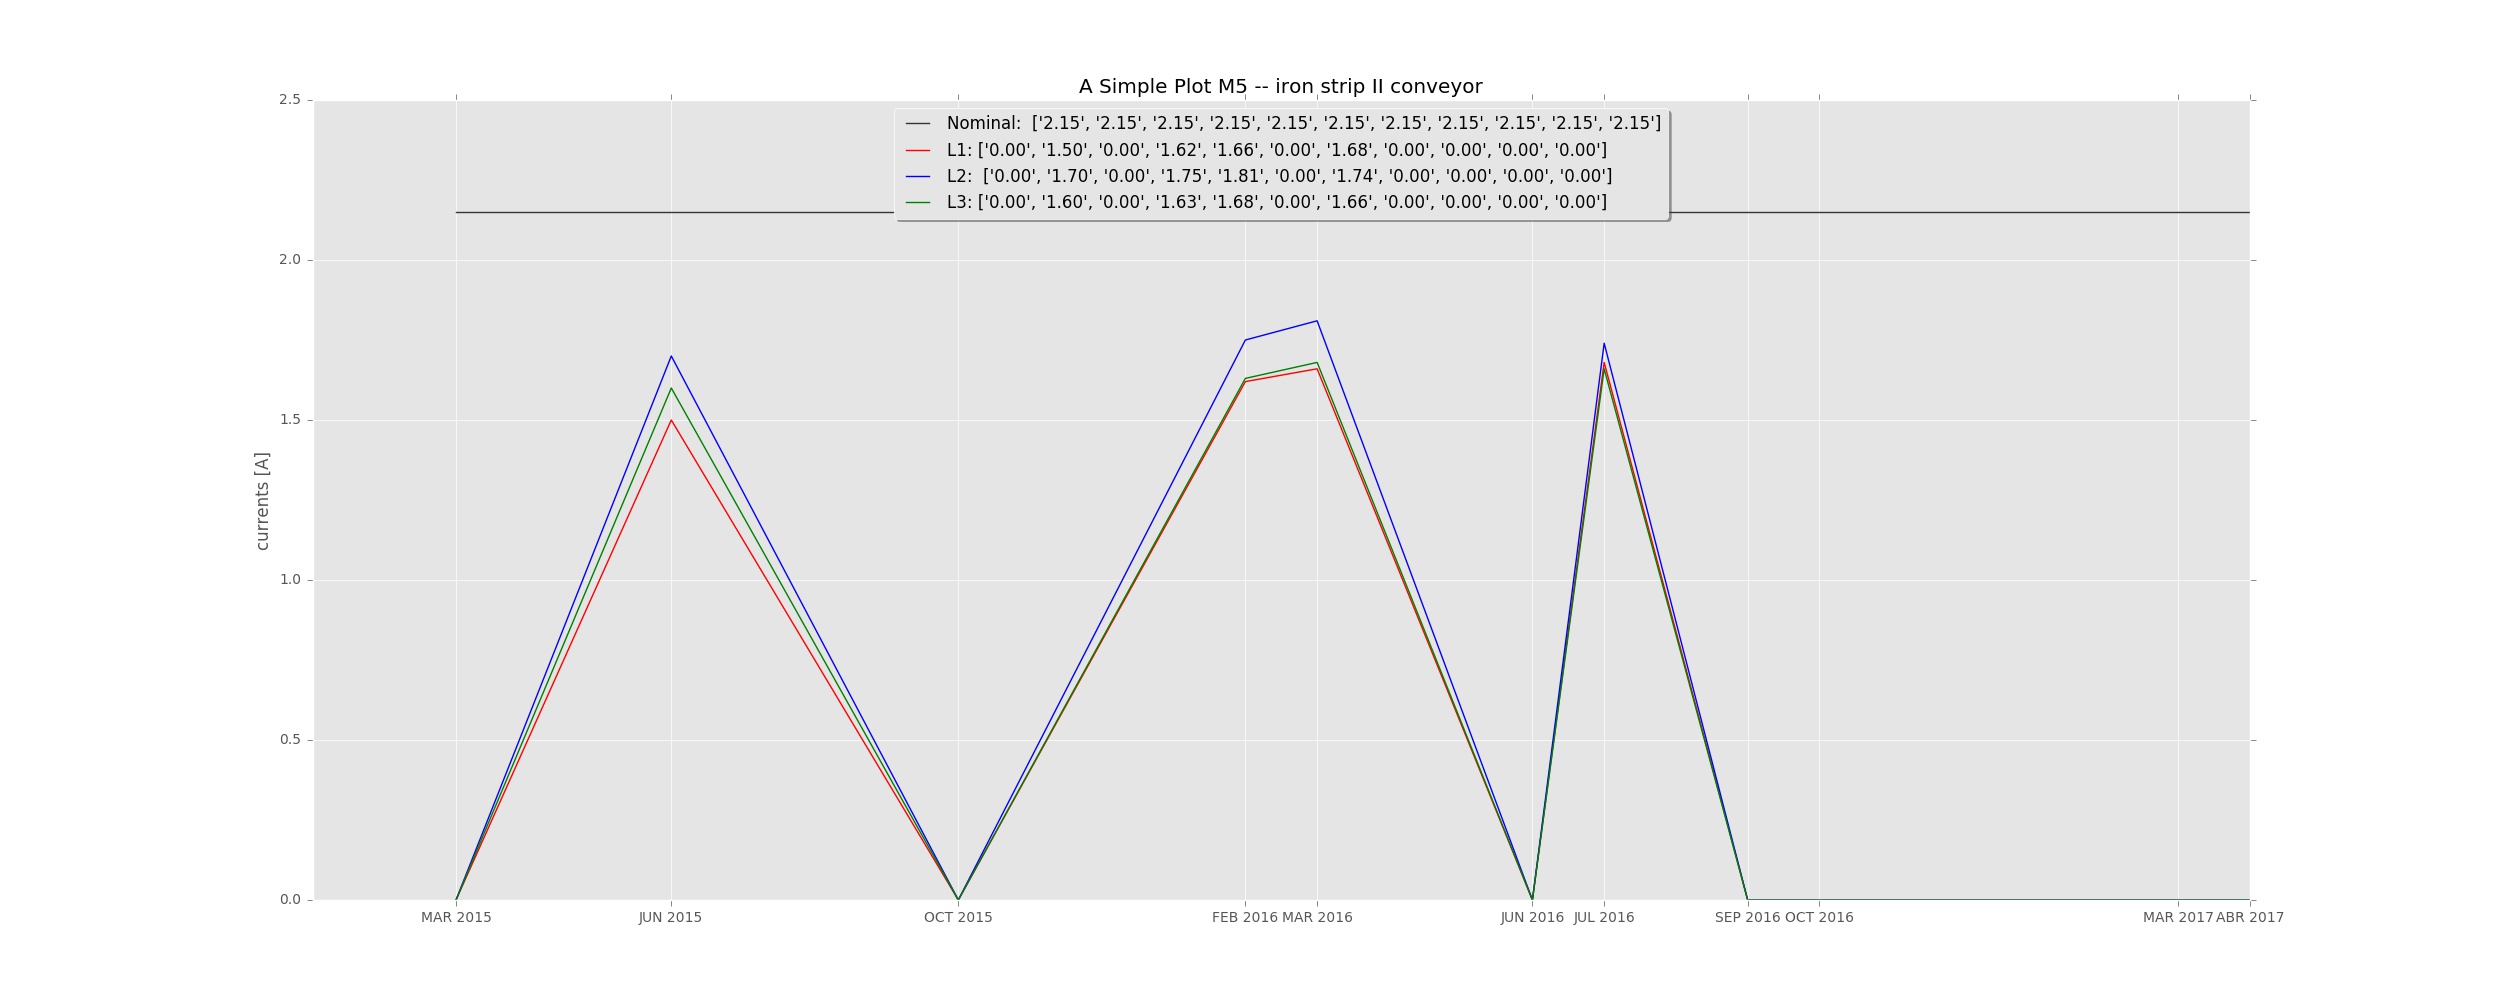 A Simple Plot M5 -- iron strip II conveyor
Nominal:  ['2.15', '2.15', '2.15', '2.15', '2.15', '2.15', '2.15', '2.15', '2.15', '2.15', '2.15']
L1: ['0.00', '1.50', '0.00', '1.62', '1.66', '0.00', '1.68', '0.00', '0.00', '0.00', '0.00']
L2:  ['0.00', '1.70', '0.00', '1.75', '1.81', '0.00', '1.74', '0.00', '0.00', '0.00', '0.00']
L3: ['0.00', '1.60', '0.00', '1.63', '1.68', '0.00', '1.66', '0.00', '0.00', '0.00', '0.00']
currents [A]
2.5
2.0
1.5
1.0
0.5
0.0
MAR 2015 JUN 2015 OCT 2015 FEB 2016 MAR 2016 JUN 2016 JUL 2016 SEP 2016 OCT 2016 MAR 2017 ABR 2017